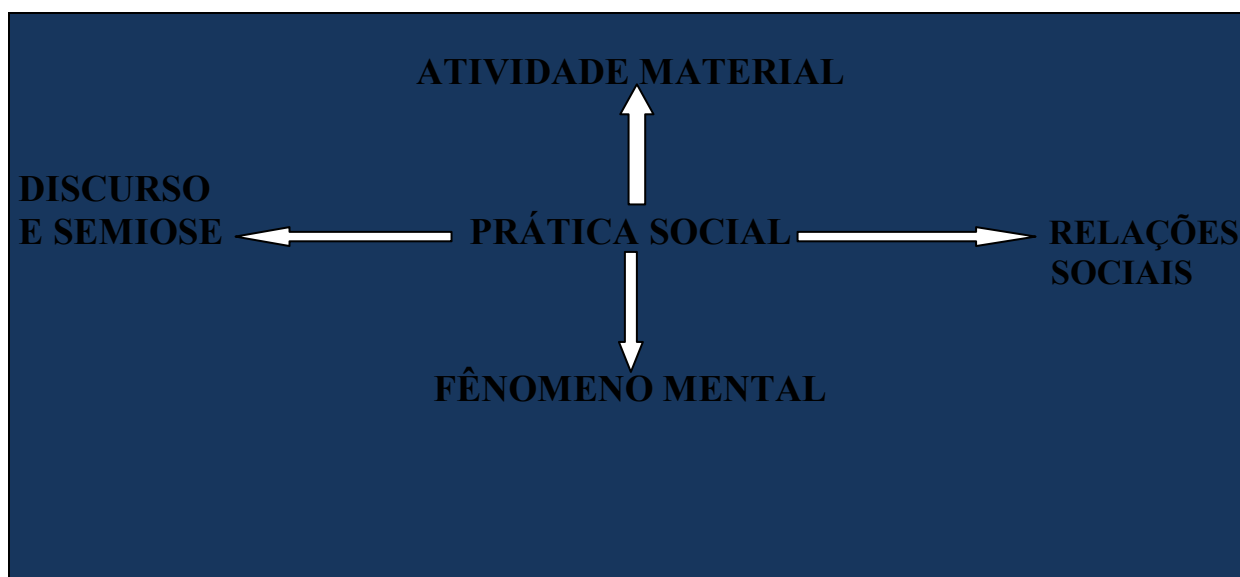 ATIVIDADE MATERIAL
DISCURSO
E SEMIOSE
PRÁTICA SOCIAL
RELAÇÕES
SOCIAIS
FÊNOMENO MENTAL